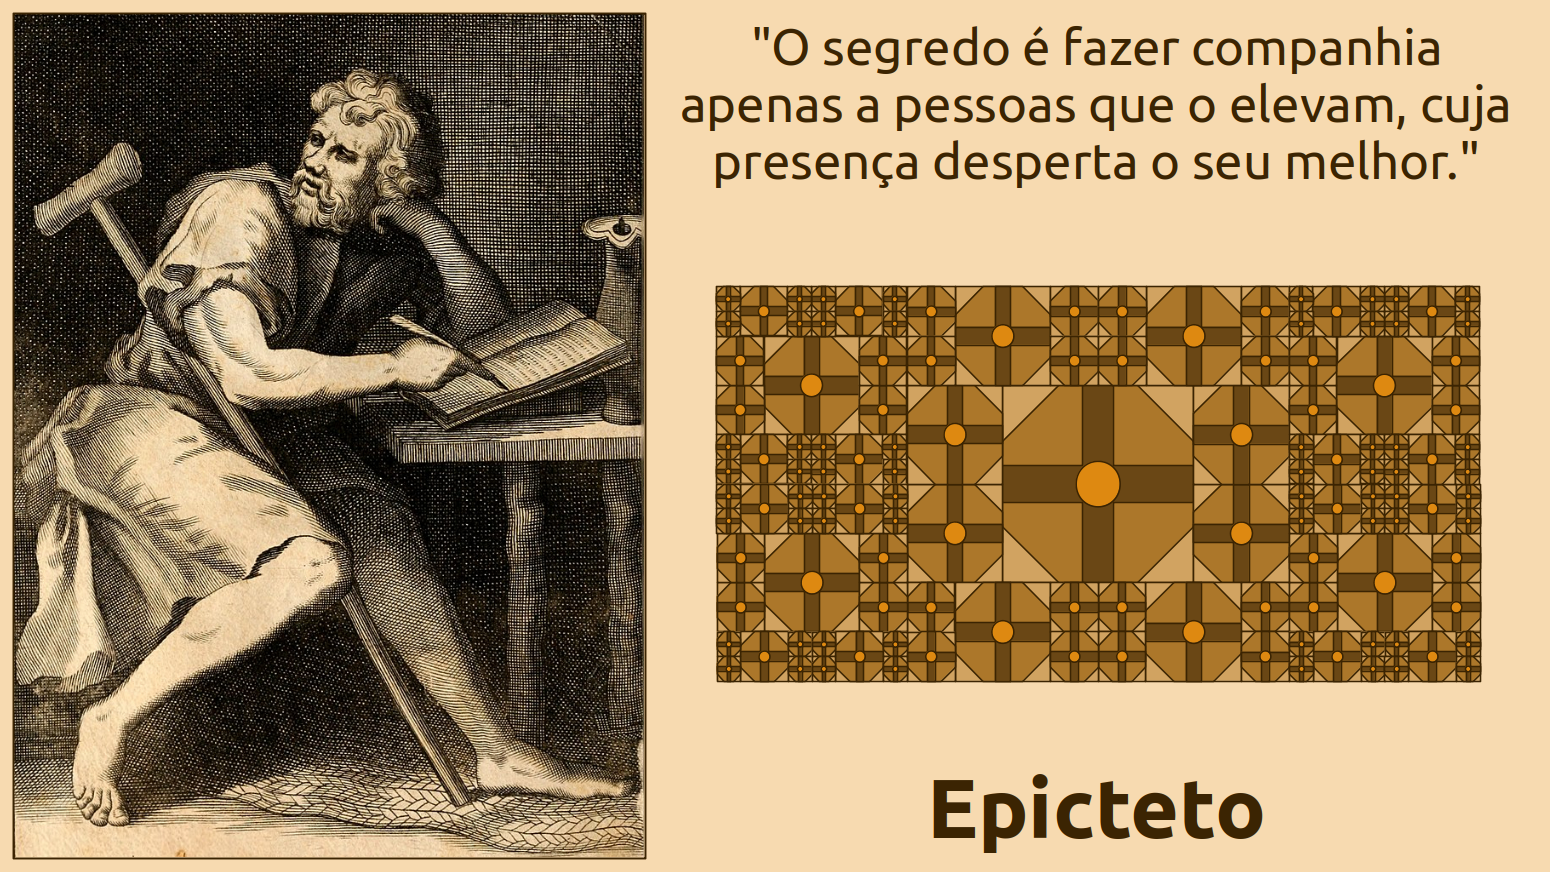 "O segredo é fazer companhia
apenas a pessoas que o elevam, cuja
presença desperta o seu melhor."
Epicteto